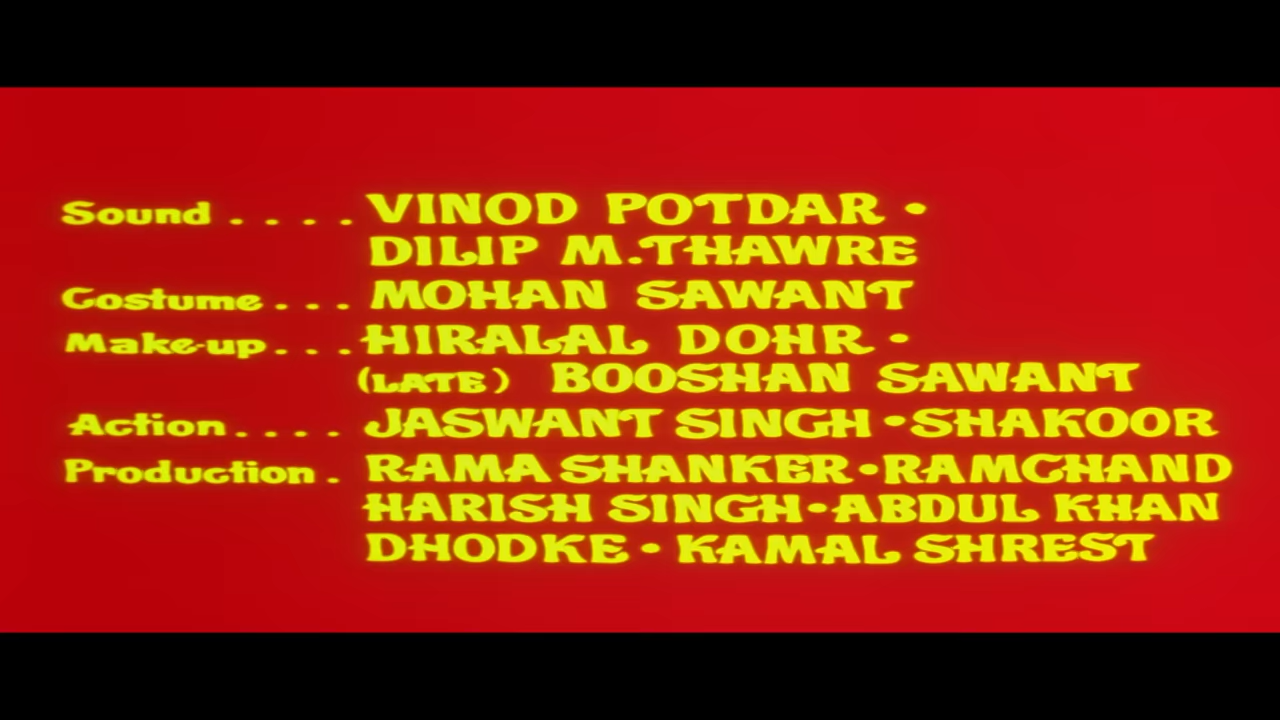 Sound .... VINOD POTDAR •
DILIP M.THAWRE
Costume ... MOHAN SAWANT
Make-up ... HIRALAL DOHR •
(LATE) BOOSHAN SAWANT
Action .... JASWANT SINGH • SHAKOOR
Production . RAMA SHANKER • RAMCHAND
HARISH SINGH • ABDUL KHAN
DHODKE • KAMAL SHREST